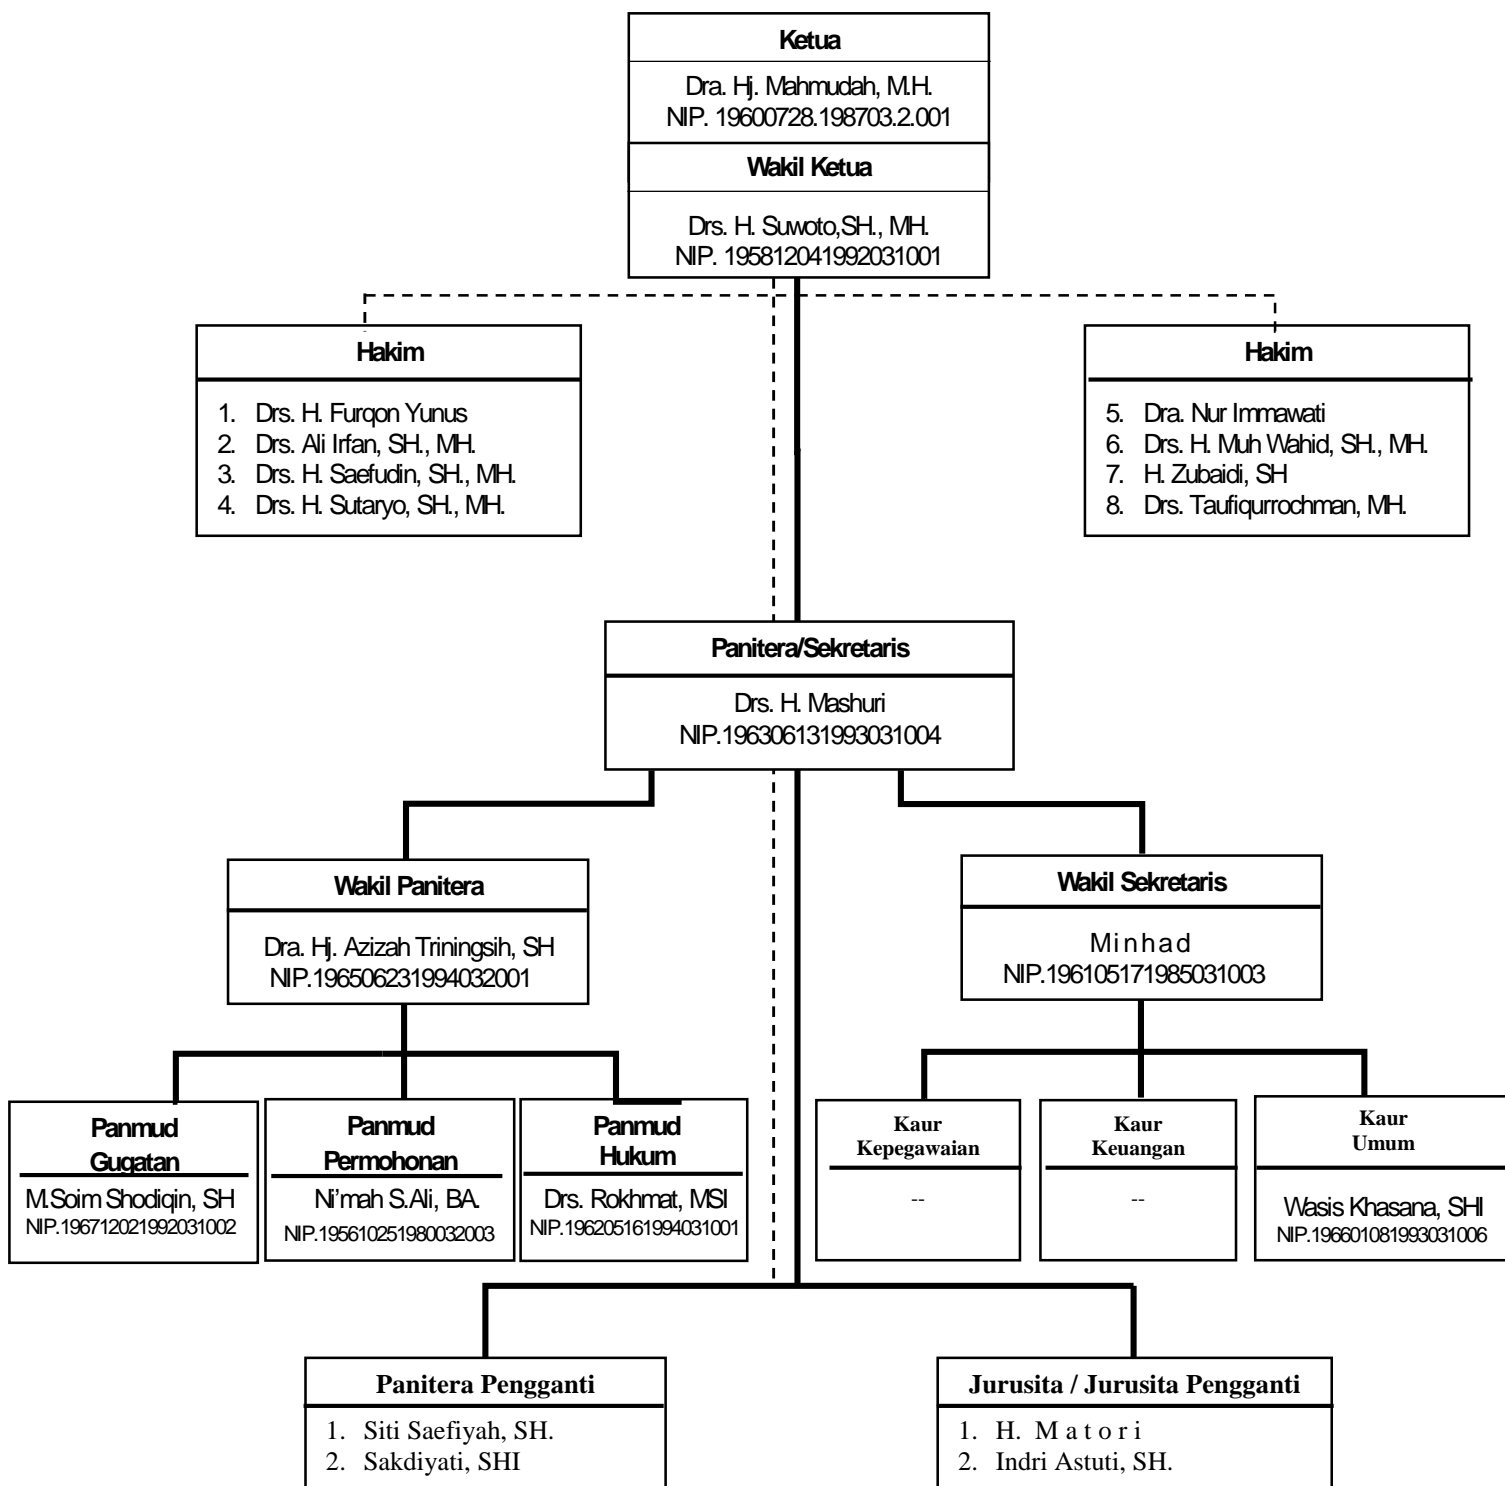 Ketua
Dra. Hj. Mahmudah, M.H.
NIP. 19600728.198703.2.001
Wakil Ketua
Drs. H. Suwoto,SH., MH.
NIP. 195812041992031001
Hakim
1. Drs. H. Furqon Yunus
2. Drs. Ali Irfan, SH., MH.
3. Drs. H. Saefudin, SH., MH.
4. Drs. H. Sutaryo, SH., MH.
Hakim
5. Dra. Nur Immawati
6. Drs. H. Muh Wahid, SH., MH.
7. H. Zubaidi, SH
8. Drs. Taufiqurrochman, MH.
Panitera/Sekretaris
Drs. H. Mashuri
NIP.196306131993031004
Wakil Panitera
Dra. Hj. Azizah Triningsih, SH
NIP.196506231994032001
Wakil Sekretaris
Minhad
NIP.196105171985031003
Panmud
Gugatan
M.Soim Shodiqin, SH
NIP.196712021992031002
Panmud
Permohonan
Ni’mah S.Ali, BA.
NIP.195610251980032003
Panmud
Hukum
Drs. Rokhmat, MSI
NIP.196205161994031001
Kaur
Kepegawaian
--
Kaur
Keuangan
--
Kaur
Umum
Wasis Khasana, SHI
NIP.196601081993031006
Panitera Pengganti
1. Siti Saefiyah, SH.
2. Sakdiyati, SHI
Jurusita / Jurusita Pengganti
1. H. M a t o r i
2. Indri Astuti, SH.